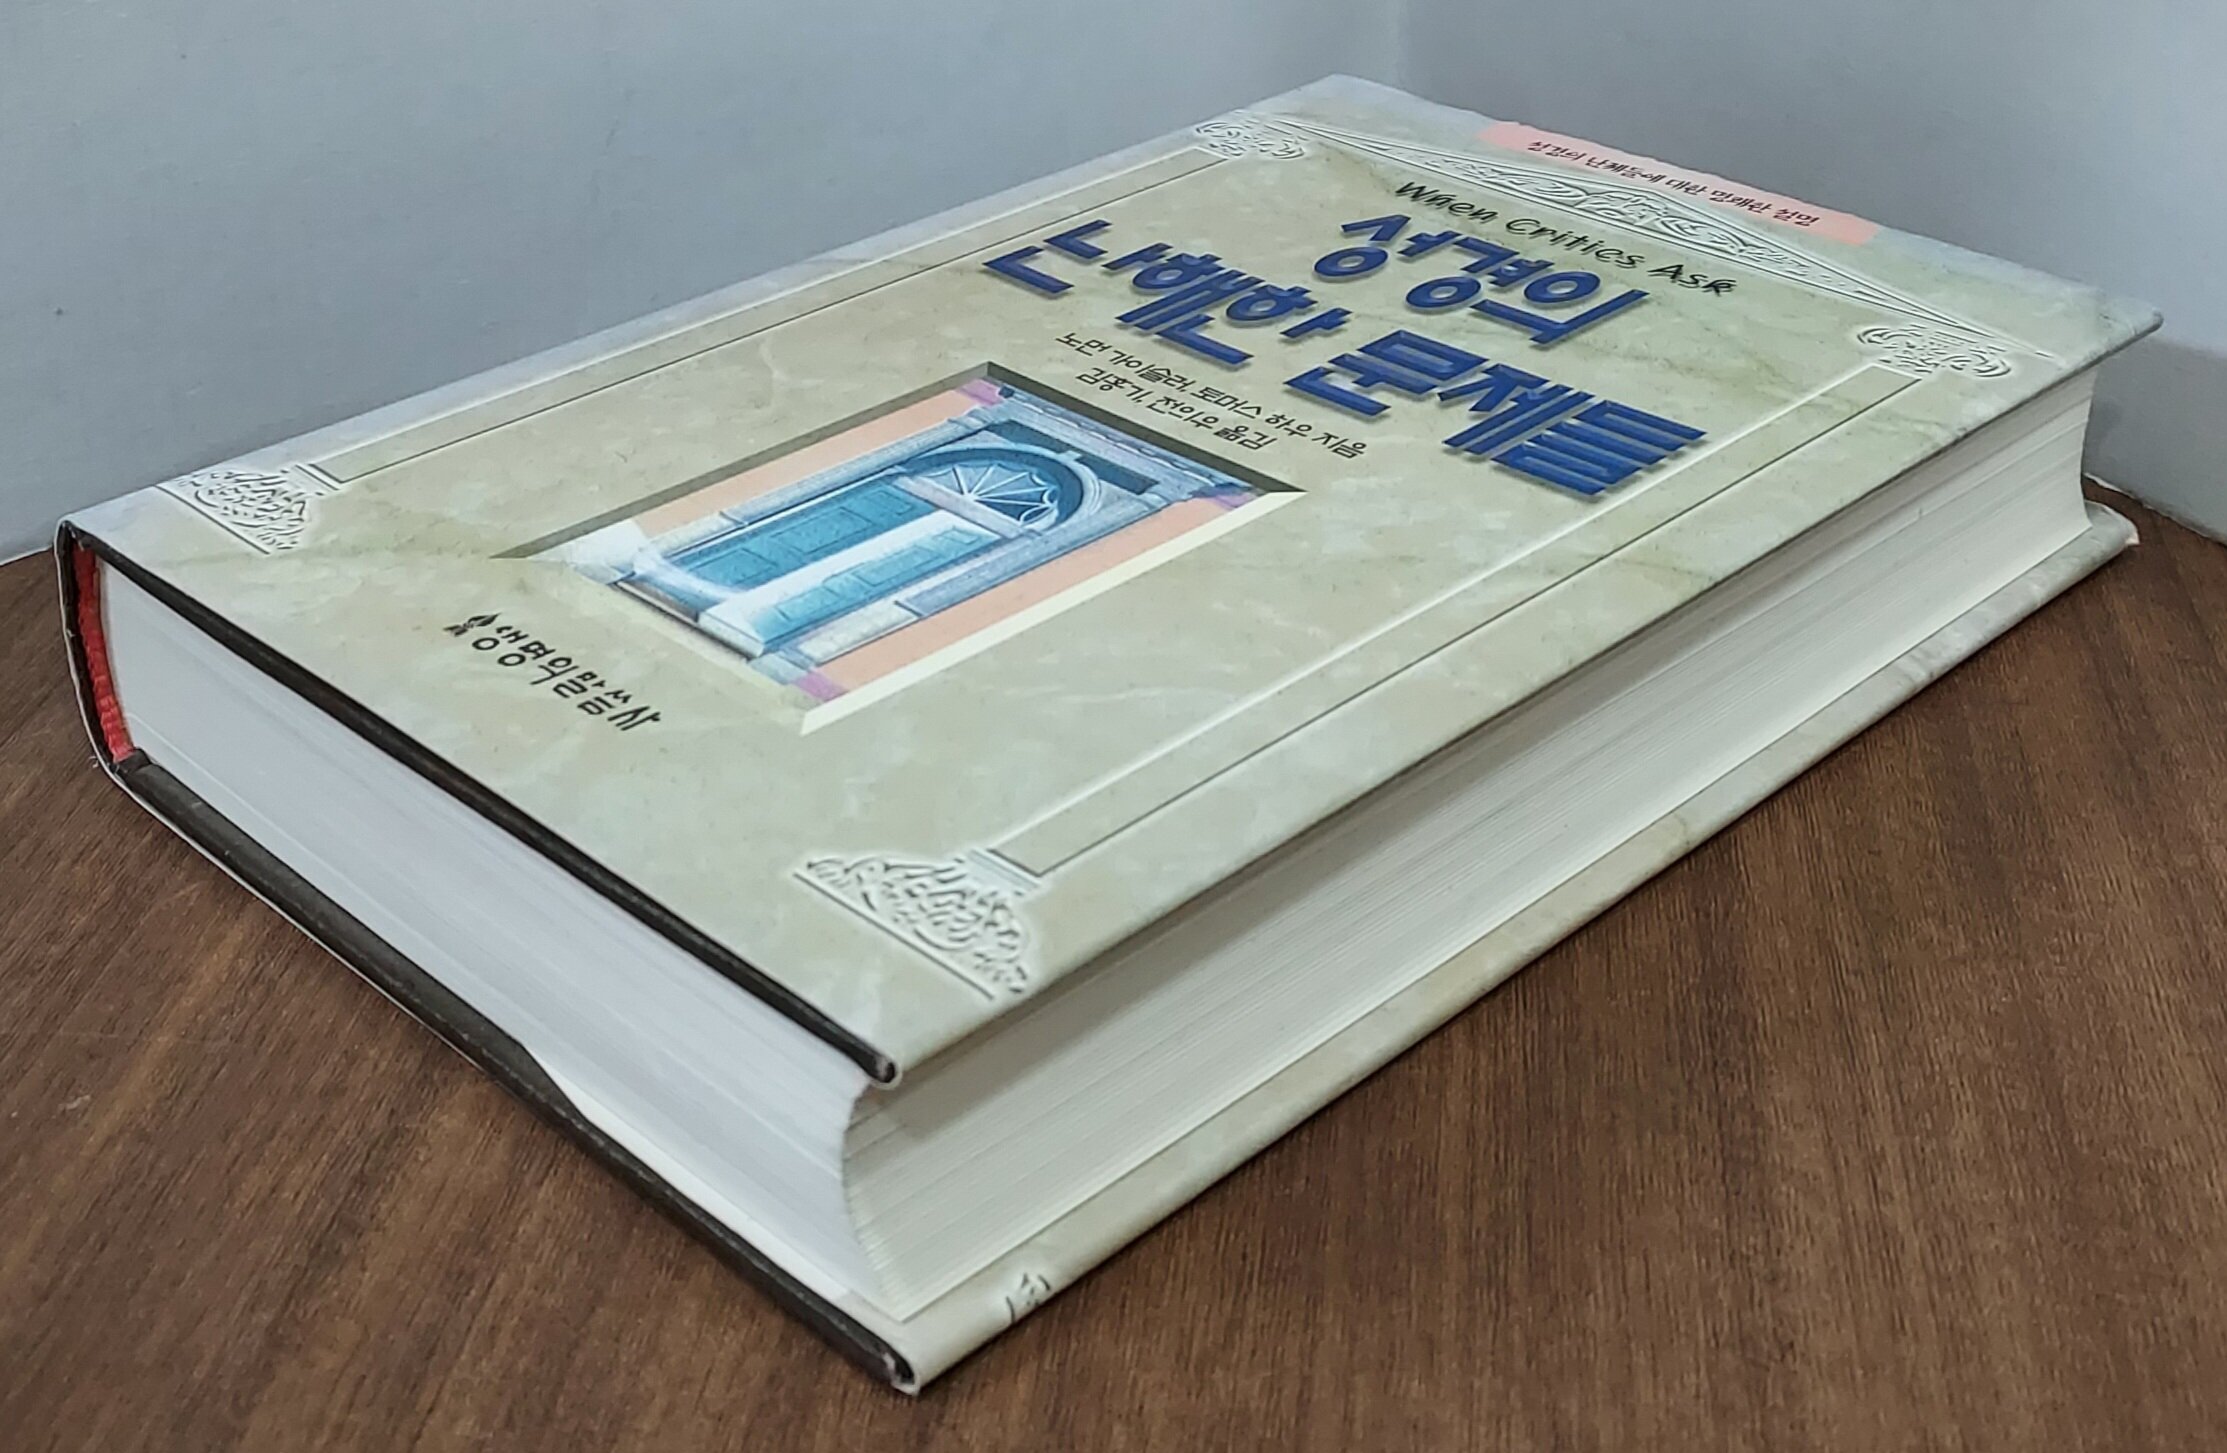 성경의 난제들에 대한 명쾌한 설명
When Critics Ask
성경의
난해한 문제들
노먼 가이슬러, 토머스 하우 지음
김홍기, 전의우 옮김
생명의말씀사